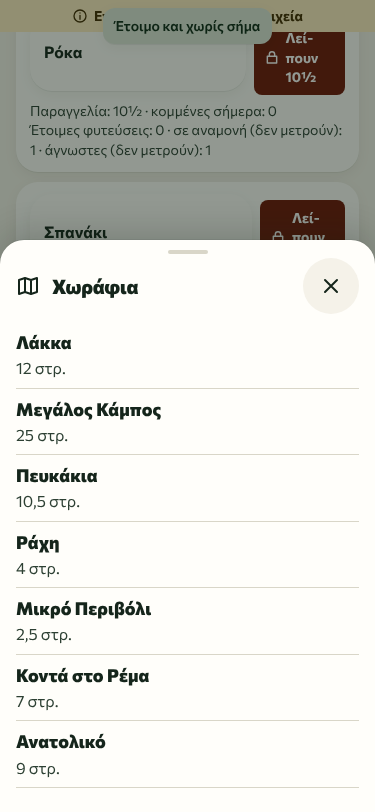 Έτοιμο και χωρίς σήμα
Ρόκα
Λεί-
πουν
10½
Παραγγελία: 10½ · κομμένες σήμερα: 0
Έτοιμες φυτεύσεις: 0 · σε αναμονή (δεν μετρούν):
1 · άγνωστες (δεν μετρούν): 1
Σπανάκι
Λεί-
πουν
Χωράφια
Λάκκα
12 στρ.
Μεγάλος Κάμπος
25 στρ.
Πευκάκια
10,5 στρ.
Ράχη
4 στρ.
Μικρό Περιβόλι
2,5 στρ.
Κοντά στο Ρέμα
7 στρ.
Ανατολικό
9 στρ.